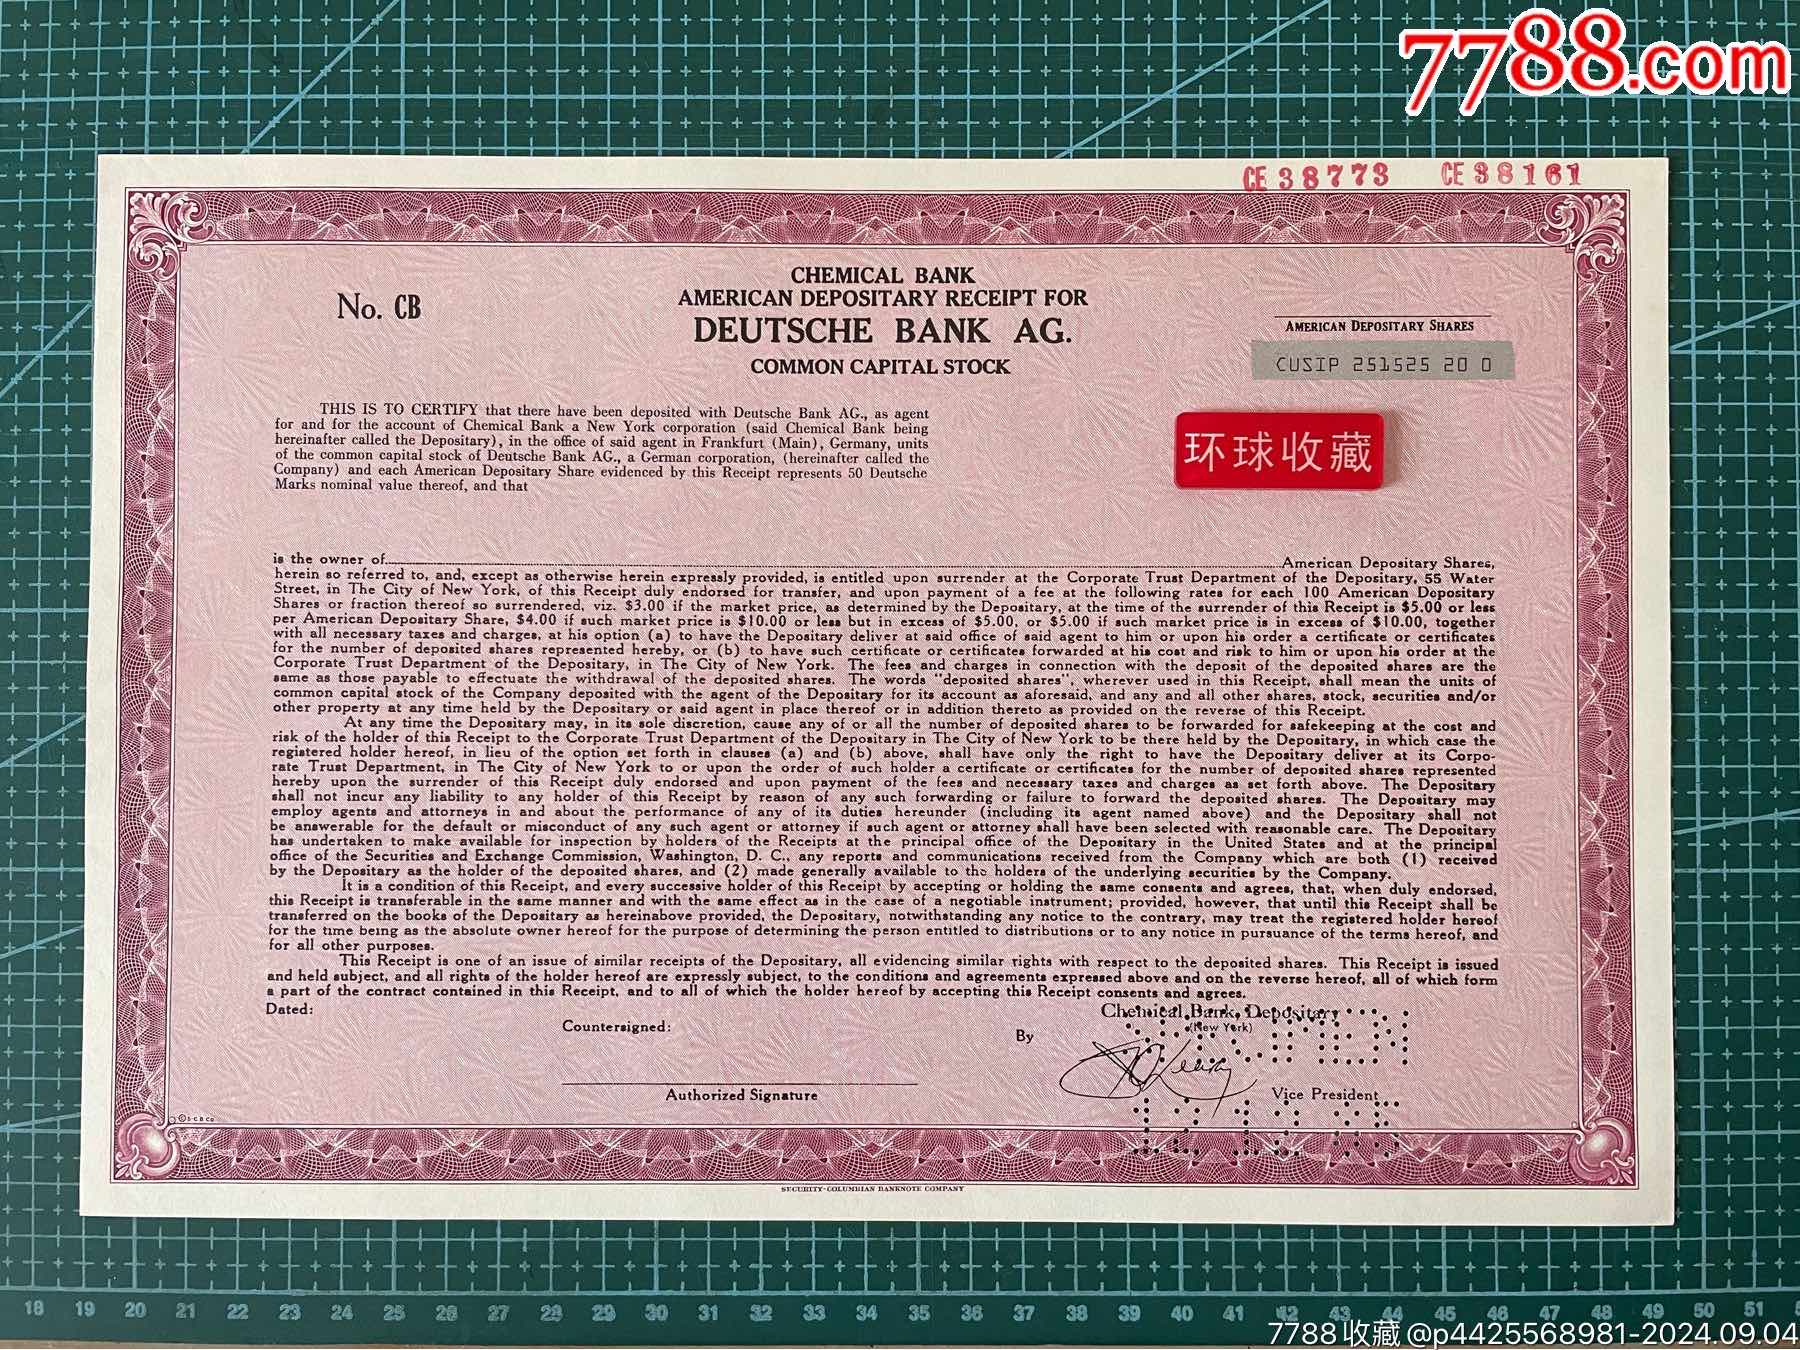 7788.com
CE 38773 CE 38161
No. CB
CHEMICAL BANK
AMERICAN DEPOSITARY RECEIPT FOR
DEUTSCHE BANK AG.
COMMON CAPITAL STOCK
AMERICAN DEPOSITARY SHARES
CUSIP 251525 20 0
环球收藏
THIS IS TO CERTIFY that there have been deposited with Deutsche Bank AG., as agent
for and for the account of Chemical Bank a New York corporation (said Chemical Bank being
hereinafter called the Depositary), in the office of said agent in Frankfurt (Main), Germany, units
of the common capital stock of Deutsche Bank AG., a German corporation, (hereinafter called the
Company) and each American Depositary Share evidenced by this Receipt represents 50 Deutsche
Marks nominal value thereof, and that
is the owner of American Depositary Shares,
herein so referred to, and, except as otherwise herein expressly provided, is entitled upon surrender at the Corporate Trust Department of the Depositary, 55 Water
Street, in The City of New York, of this Receipt duly endorsed for transfer, and upon payment of a fee at the following rates for each 100 American Depositary
Shares or fraction thereof so surrendered, viz. $3.00 if the market price, as determined by the Depositary, at the time of the surrender of this Receipt is $5.00 or less
per American Depositary Share, $4.00 if such market price is $10.00 or less but in excess of $5.00, or $5.00 if such market price is in excess of $10.00, together
with all necessary taxes and charges, at his option (a) to have the Depositary deliver at said office of said agent to him or upon his order a certificate or certificates
for the number of deposited shares represented hereby, or (b) to have such certificate or certificates forwarded at his cost and risk to him or upon his order at the
Corporate Trust Department of the Depositary, in The City of New York. The fees and charges in connection with the deposit of the deposited shares are the
same as those payable to effectuate the withdrawal of the deposited shares. The words "deposited shares", wherever used in this Receipt, shall mean the units of
common capital stock of the Company deposited with the agent of the Depositary for its account as aforesaid, and any and all other shares, stock, securities and/or
other property at any time held by the Depositary or said agent in place thereof or in addition thereto as provided on the reverse of this Receipt.
At any time the Depositary may, in its sole discretion, cause any of or all the number of deposited shares to be forwarded for safekeeping at the cost and
risk of the holder of this Receipt to the Corporate Trust Department of the Depositary in The City of New York to be there held by the Depositary, in which case the
registered holder hereof, in lieu of the option set forth in clauses (a) and (b) above, shall have only the right to have the Depositary deliver at its Corpo-
rate Trust Department, in The City of New York to or upon the order of such holder a certificate or certificates for the number of deposited shares represented
hereby upon the surrender of this Receipt duly endorsed and upon payment of the fees and necessary taxes and charges as set forth above. The Depositary
shall not incur any liability to any holder of this Receipt by reason of any such forwarding or failure to forward the deposited shares. The Depositary may
employ agents and attorneys in and about the performance of any of its duties hereunder (including its agent named above) and the Depositary shall not
be answerable for the default or misconduct of any such agent or attorney if such agent or attorney shall have been selected with reasonable care. The Depositary
has undertaken to make available for inspection by holders of the Receipts at the principal office of the Depositary in the United States and at the principal
office of the Securities and Exchange Commission, Washington, D. C., any reports and communications received from the Company which are both (1) received
by the Depositary as the holder of the deposited shares, and (2) made generally available to the holders of the underlying securities by the Company.
It is a condition of this Receipt, and every successive holder of this Receipt by accepting or holding the same consents and agrees, that, when duly endorsed,
this Receipt is transferable in the same manner and with the same effect as in the case of a negotiable instrument; provided, however, that until this Receipt shall be
transferred on the books of the Depositary as hereinabove provided, the Depositary, notwithstanding any notice to the contrary, may treat the registered holder hereof
for the time being as the absolute owner hereof for the purpose of determining the person entitled to distributions or to any notice in pursuance of the terms hereof, and
for all other purposes.
This Receipt is one of an issue of similar receipts of the Depositary, all evidencing similar rights with respect to the deposited shares. This Receipt is issued
and held subject, and all rights of the holder hereof are expressly subject, to the conditions and agreements expressed above and on the reverse hereof, all of which form
a part of the contract contained in this Receipt, and to all of which the holder hereof by accepting this Receipt consents and agrees.
Dated:
Countersigned:
Chemical Bank, Depositary
(New York)
SPECIMEN
By
Authorized Signature
Vice President
© S-C.B.Co.
SECURITY-COLUMBIAN BANKNOTE COMPANY
18 19 20 21 22 23 24 25 26 27 28 29 30 31 32 33 34 35 36 37 38 39 40 41 42 43 44 45 46 47 48 49 50 51
7788收藏@p4425568981-2024.09.04